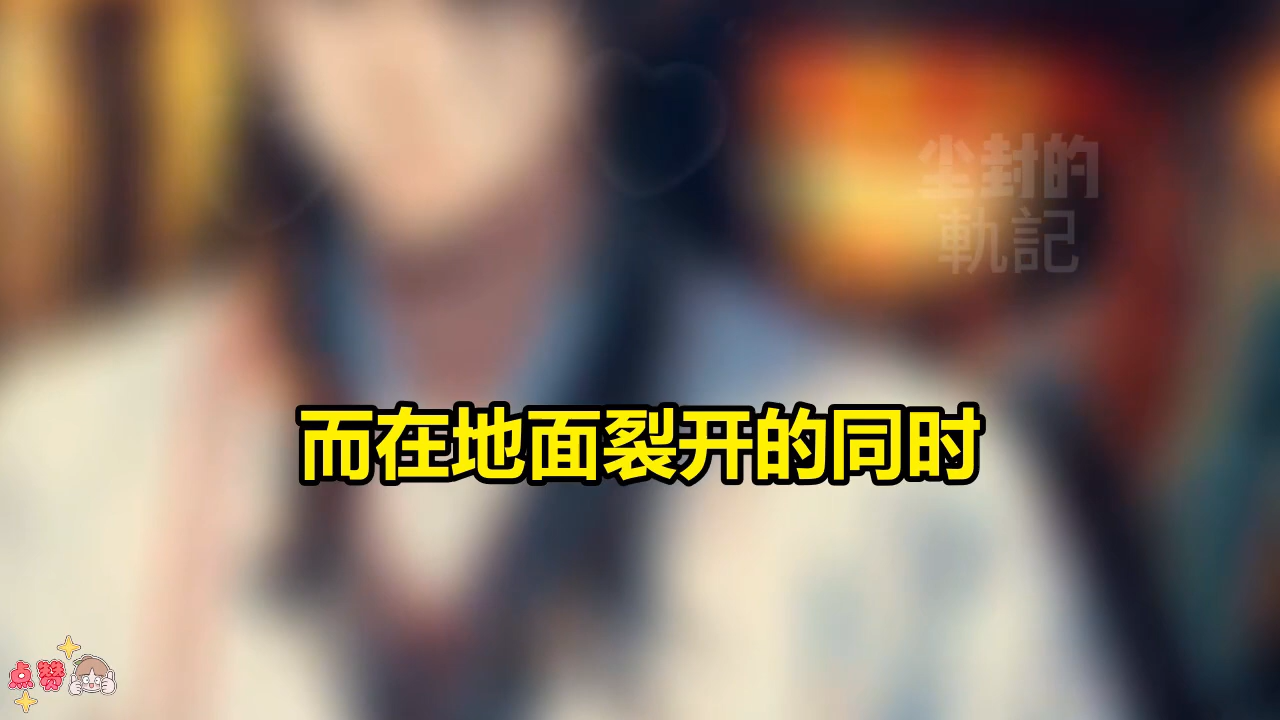 尘封的
軌記
而在地面裂开的同时
点赞